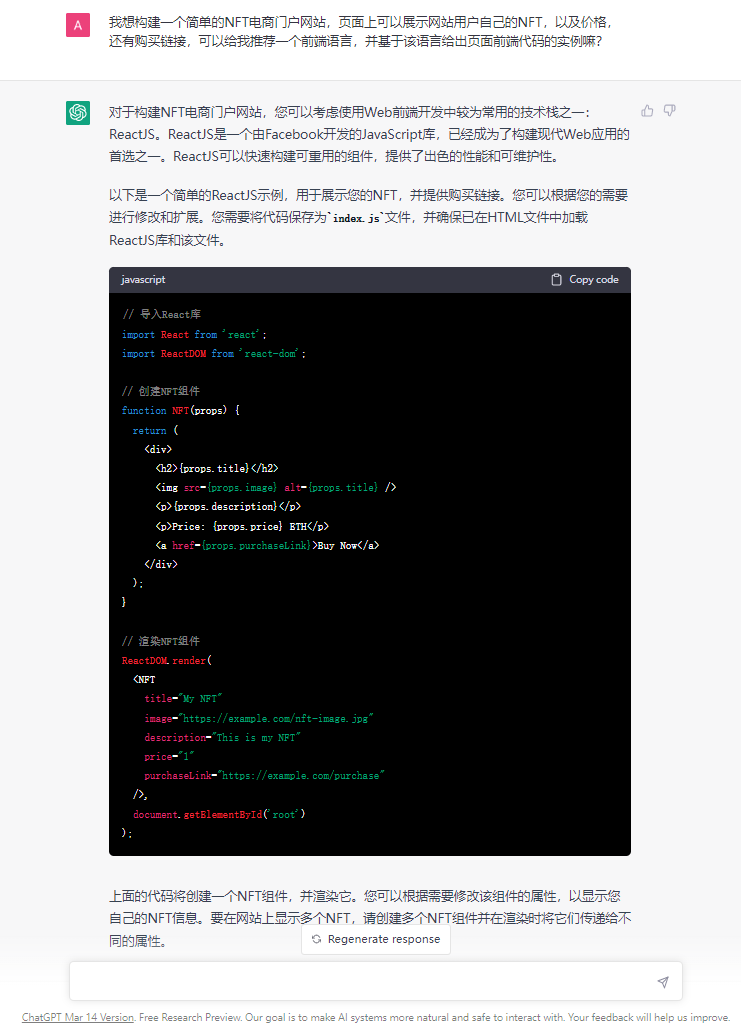 A
我想构建一个简单的NFT电商门户网站，页面上可以展示网站用户自己的NFT，以及价格，
还有购买链接，可以给我推荐一个前端语言，并基于该语言给出页面前端代码的实例嘛？
对于构建NFT电商门户网站，您可以考虑使用Web前端开发中较为常用的技术栈之一：
ReactJS。ReactJS是一个由Facebook开发的JavaScript库，已经成为了构建现代Web应用的
首选之一。ReactJS可以快速构建可重用的组件，提供了出色的性能和可维护性。
以下是一个简单的ReactJS示例，用于展示您的NFT，并提供购买链接。您可以根据您的需要
进行修改和扩展。您需要将代码保存为`index.js`文件，并确保已在HTML文件中加载
ReactJS库和该文件。
javascript Copy code
// 导入React库
import React from 'react';
import ReactDOM from 'react-dom';
// 创建NFT组件
function NFT(props) {
return (
<div>
<h2>{props.title}</h2>
<img src={props.image} alt={props.title} />
<p>{props.description}</p>
<p>Price: {props.price} ETH</p>
<a href={props.purchaseLink}>Buy Now</a>
</div>
);
}
// 渲染NFT组件
ReactDOM.render(
<NFT
title="My NFT"
image="https://example.com/nft-image.jpg"
description="This is my NFT"
price="1"
purchaseLink="https://example.com/purchase"
/>,
document.getElementById('root')
);
上面的代码将创建一个NFT组件，并渲染它。您可以根据需要修改该组件的属性，以显示您
自己的NFT信息。要在网站上显示多个NFT，请创建多个NFT组件并在渲染时将它们传递给不
同的属性。
Regenerate response
ChatGPT Mar 14 Version. Free Research Preview. Our goal is to make AI systems more natural and safe to interact with. Your feedback will help us improve.